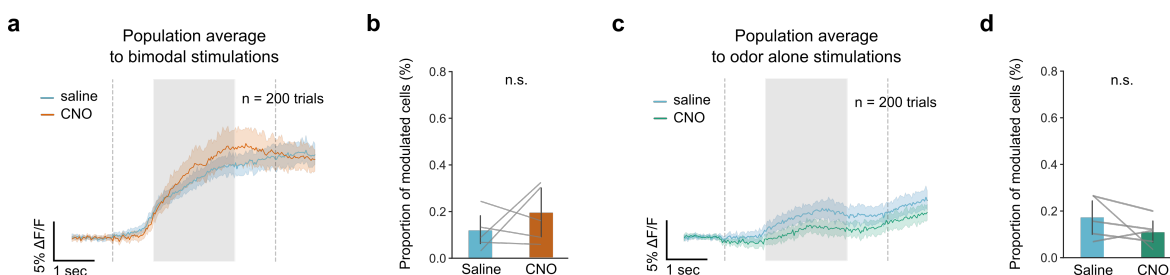 a
Population average
to bimodal stimulations
saline
CNO
n = 200 trials
5% ΔF/F
1 sec
b
Proportion of modulated cells (%)
0.8
0.6
0.4
0.2
0.0
n.s.
Saline
CNO
c
Population average
to odor alone stimulations
saline
CNO
n = 200 trials
5% ΔF/F
1 sec
d
Proportion of modulated cells (%)
0.8
0.6
0.4
0.2
0.0
n.s.
Saline
CNO